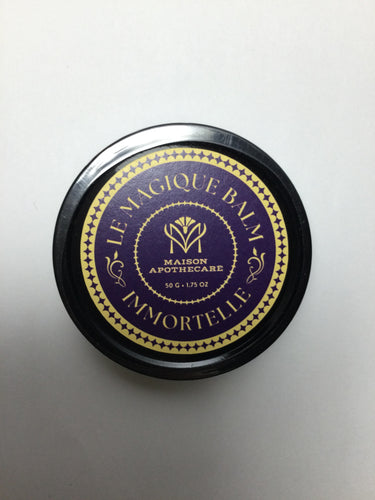 LE MAGIQUE BALM
MAISON
APOTHECARE
50 G • 1.75 OZ
IMMORTELLE